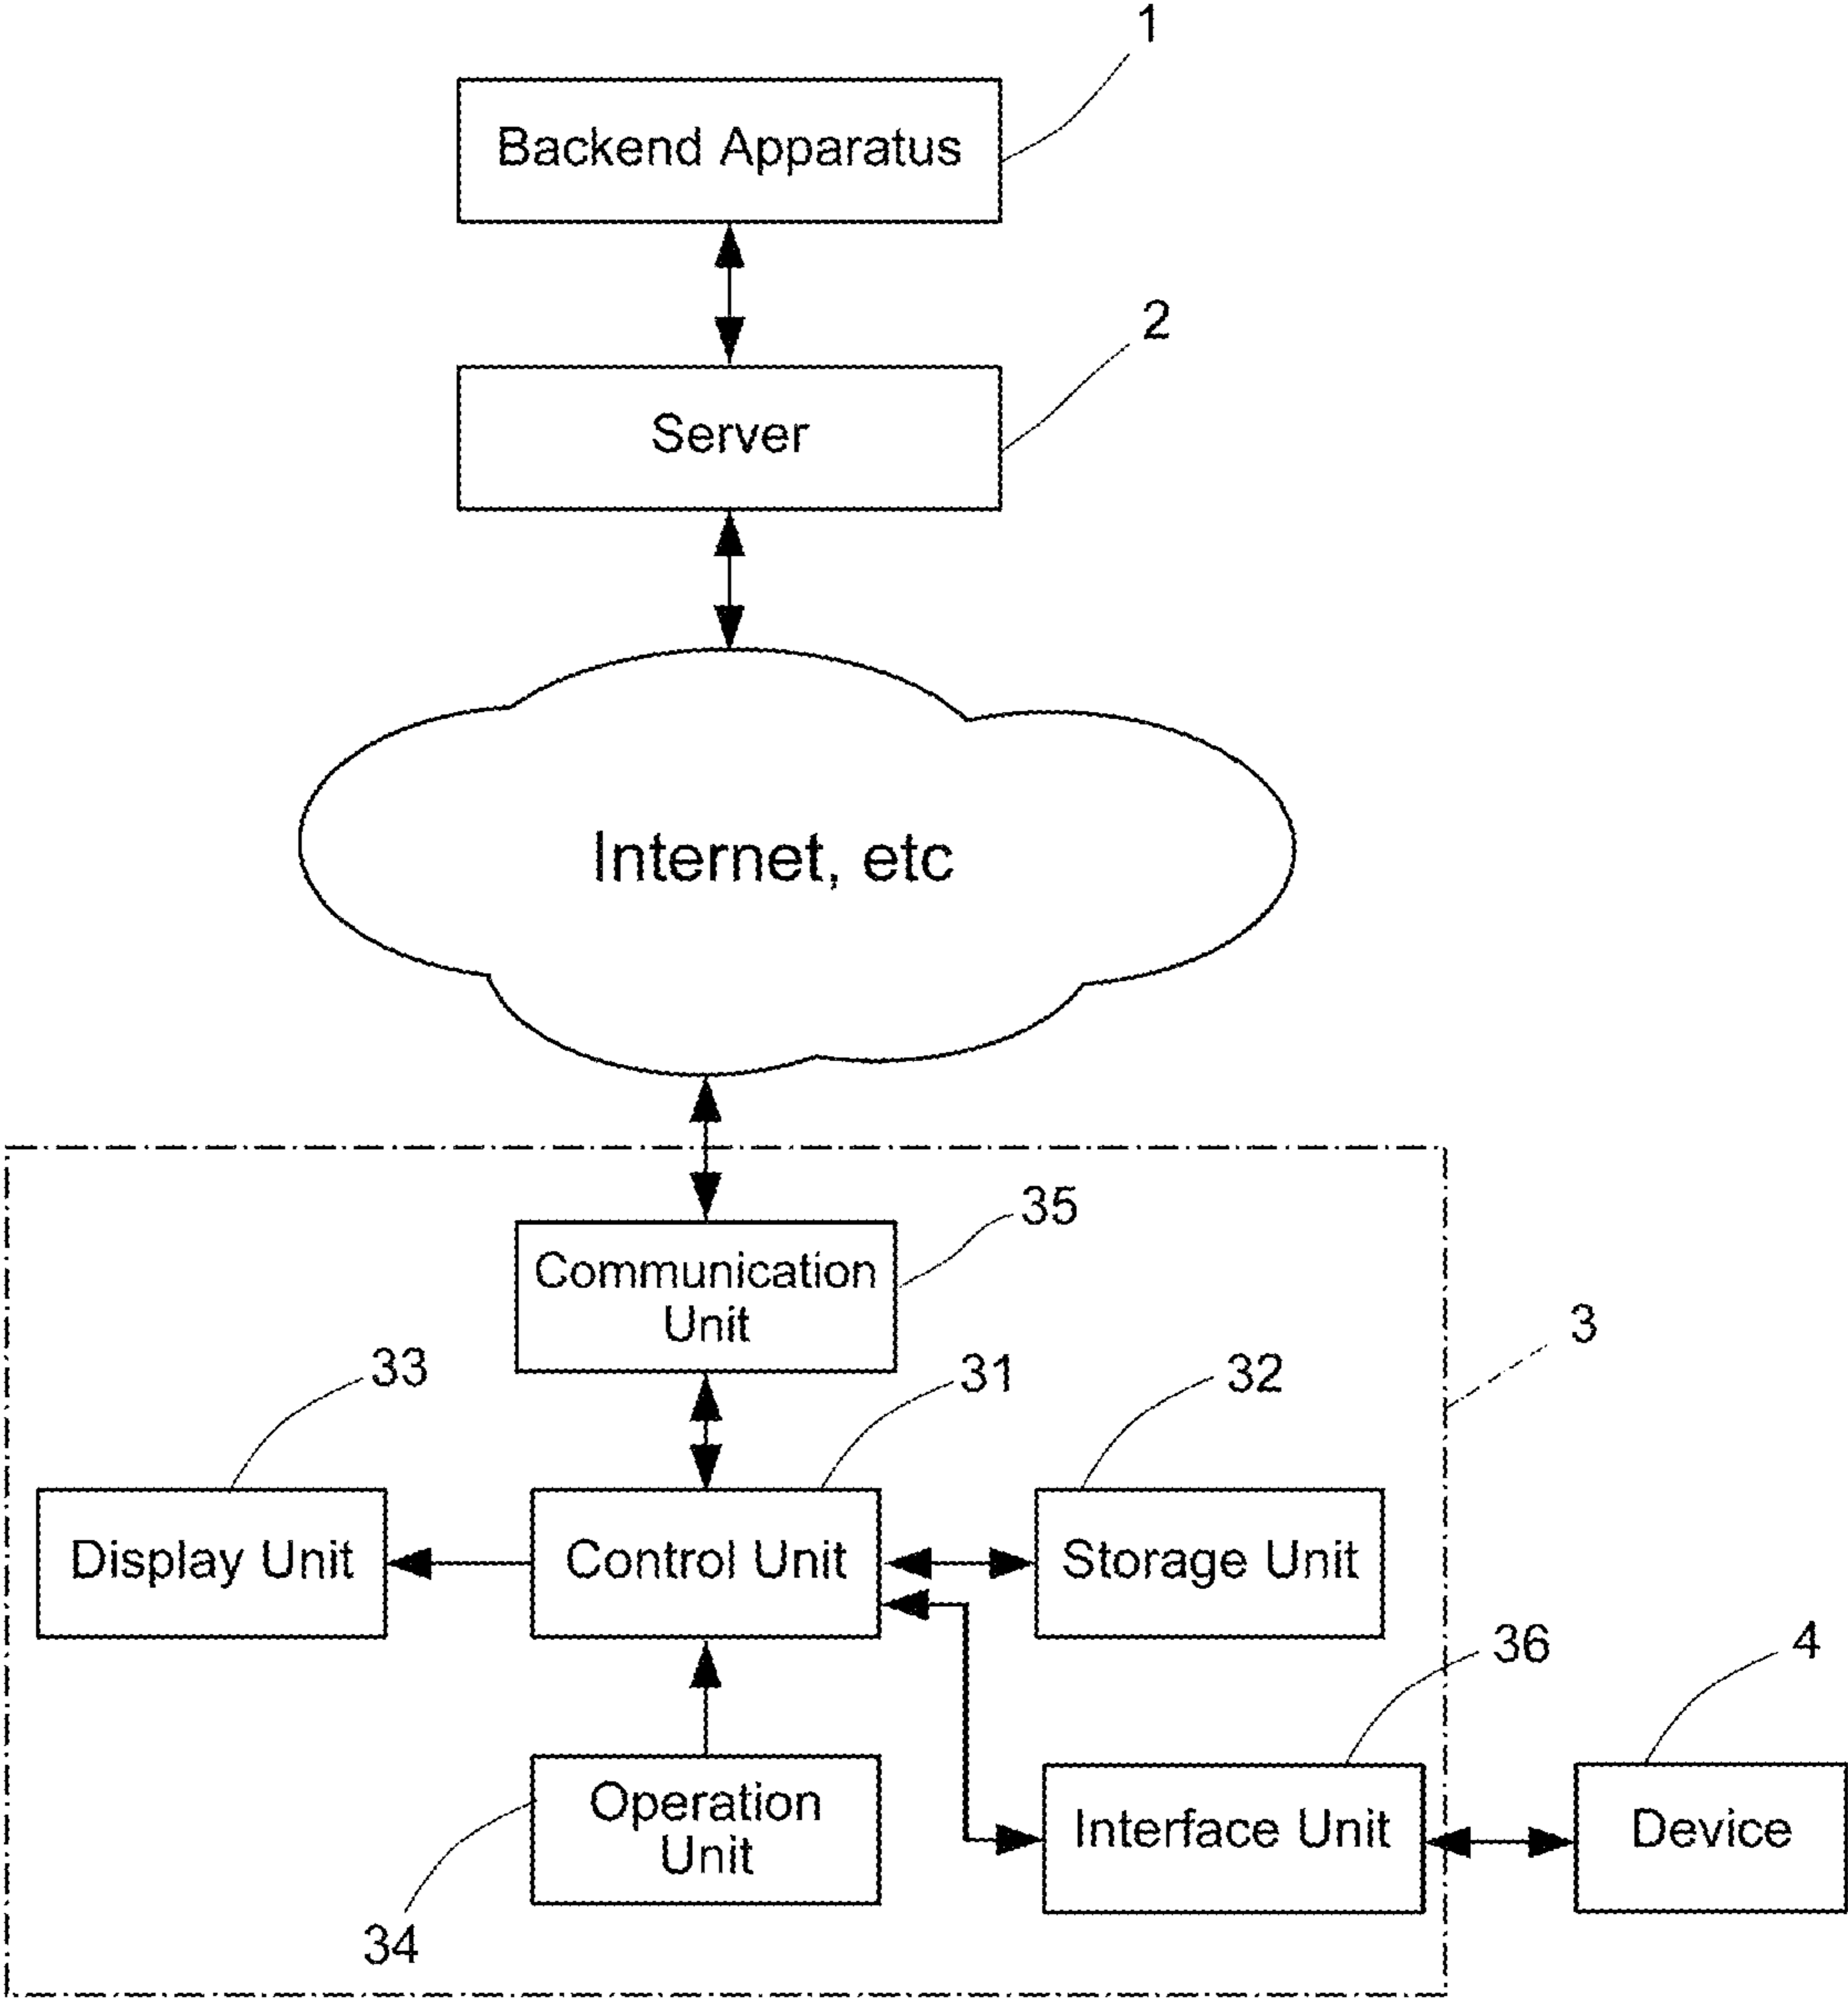 1
Backend Apparatus
2
Server
Internet, etc
35
Communication
Unit
3
33
31
32
Display Unit
Control Unit
Storage Unit
36
4
Operation
Unit
Interface Unit
Device
34